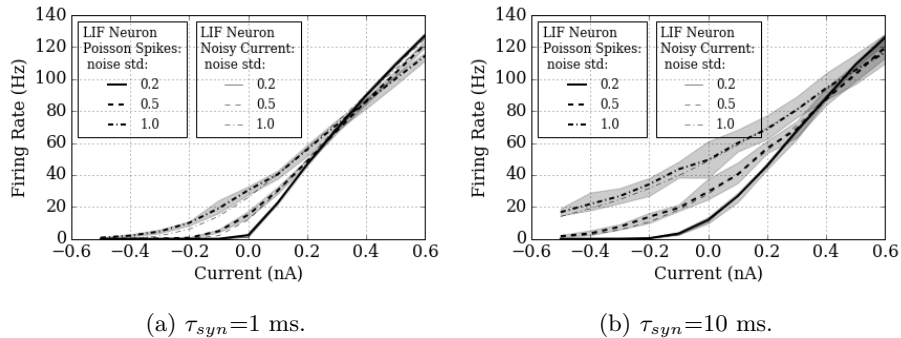 LIF Neuron
Poisson Spikes:
noise std:
0.2
0.5
1.0
LIF Neuron
Noisy Current:
noise std:
0.2
0.5
1.0
Firing Rate (Hz)
140
120
100
80
60
40
20
0
−0.6 −0.4 −0.2 0.0 0.2 0.4 0.6
Current (nA)
(a) τsyn=1 ms.
LIF Neuron
Poisson Spikes:
noise std:
0.2
0.5
1.0
LIF Neuron
Noisy Current:
noise std:
0.2
0.5
1.0
Firing Rate (Hz)
140
120
100
80
60
40
20
0
−0.6 −0.4 −0.2 0.0 0.2 0.4 0.6
Current (nA)
(b) τsyn=10 ms.